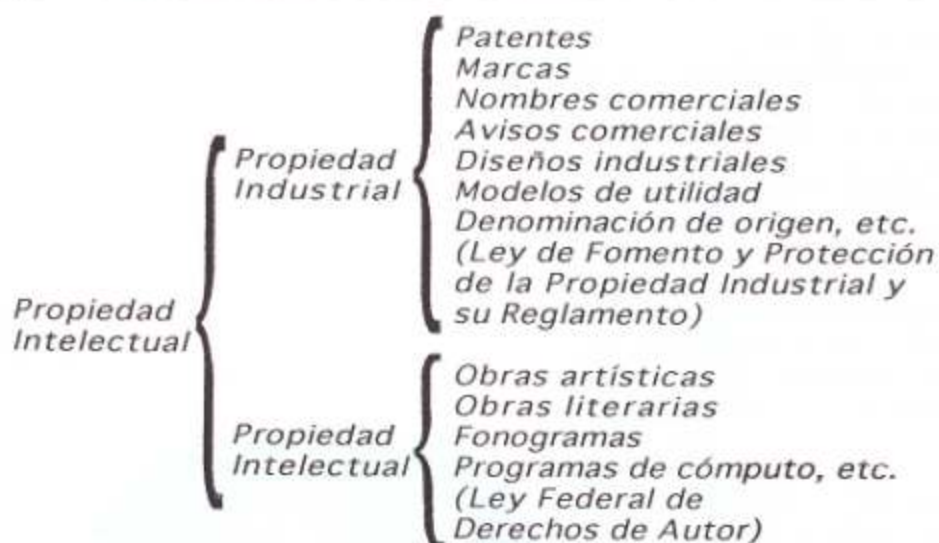 Propiedad
Intelectual
Propiedad
Industrial
Patentes
Marcas
Nombres comerciales
Avisos comerciales
Diseños industriales
Modelos de utilidad
Denominación de origen, etc.
(Ley de Fomento y Protección
de la Propiedad Industrial y
su Reglamento)
Propiedad
Intelectual
Obras artísticas
Obras literarias
Fonogramas
Programas de cómputo, etc.
(Ley Federal de
Derechos de Autor)